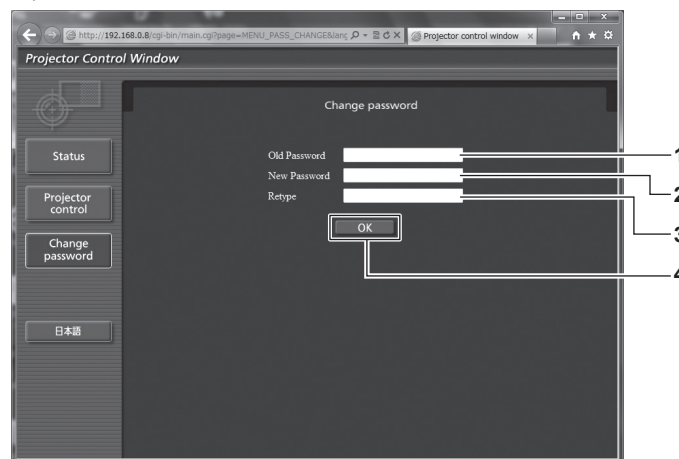 http://192.168.0.8/cgi-bin/main.cgi?page=MENU_PASS_CHANGE&lang
Projector control window
Projector Control Window
Change password
Status
Projector
control
Change
password
日本語
Old Password
New Password
Retype
OK
1
2
3
4